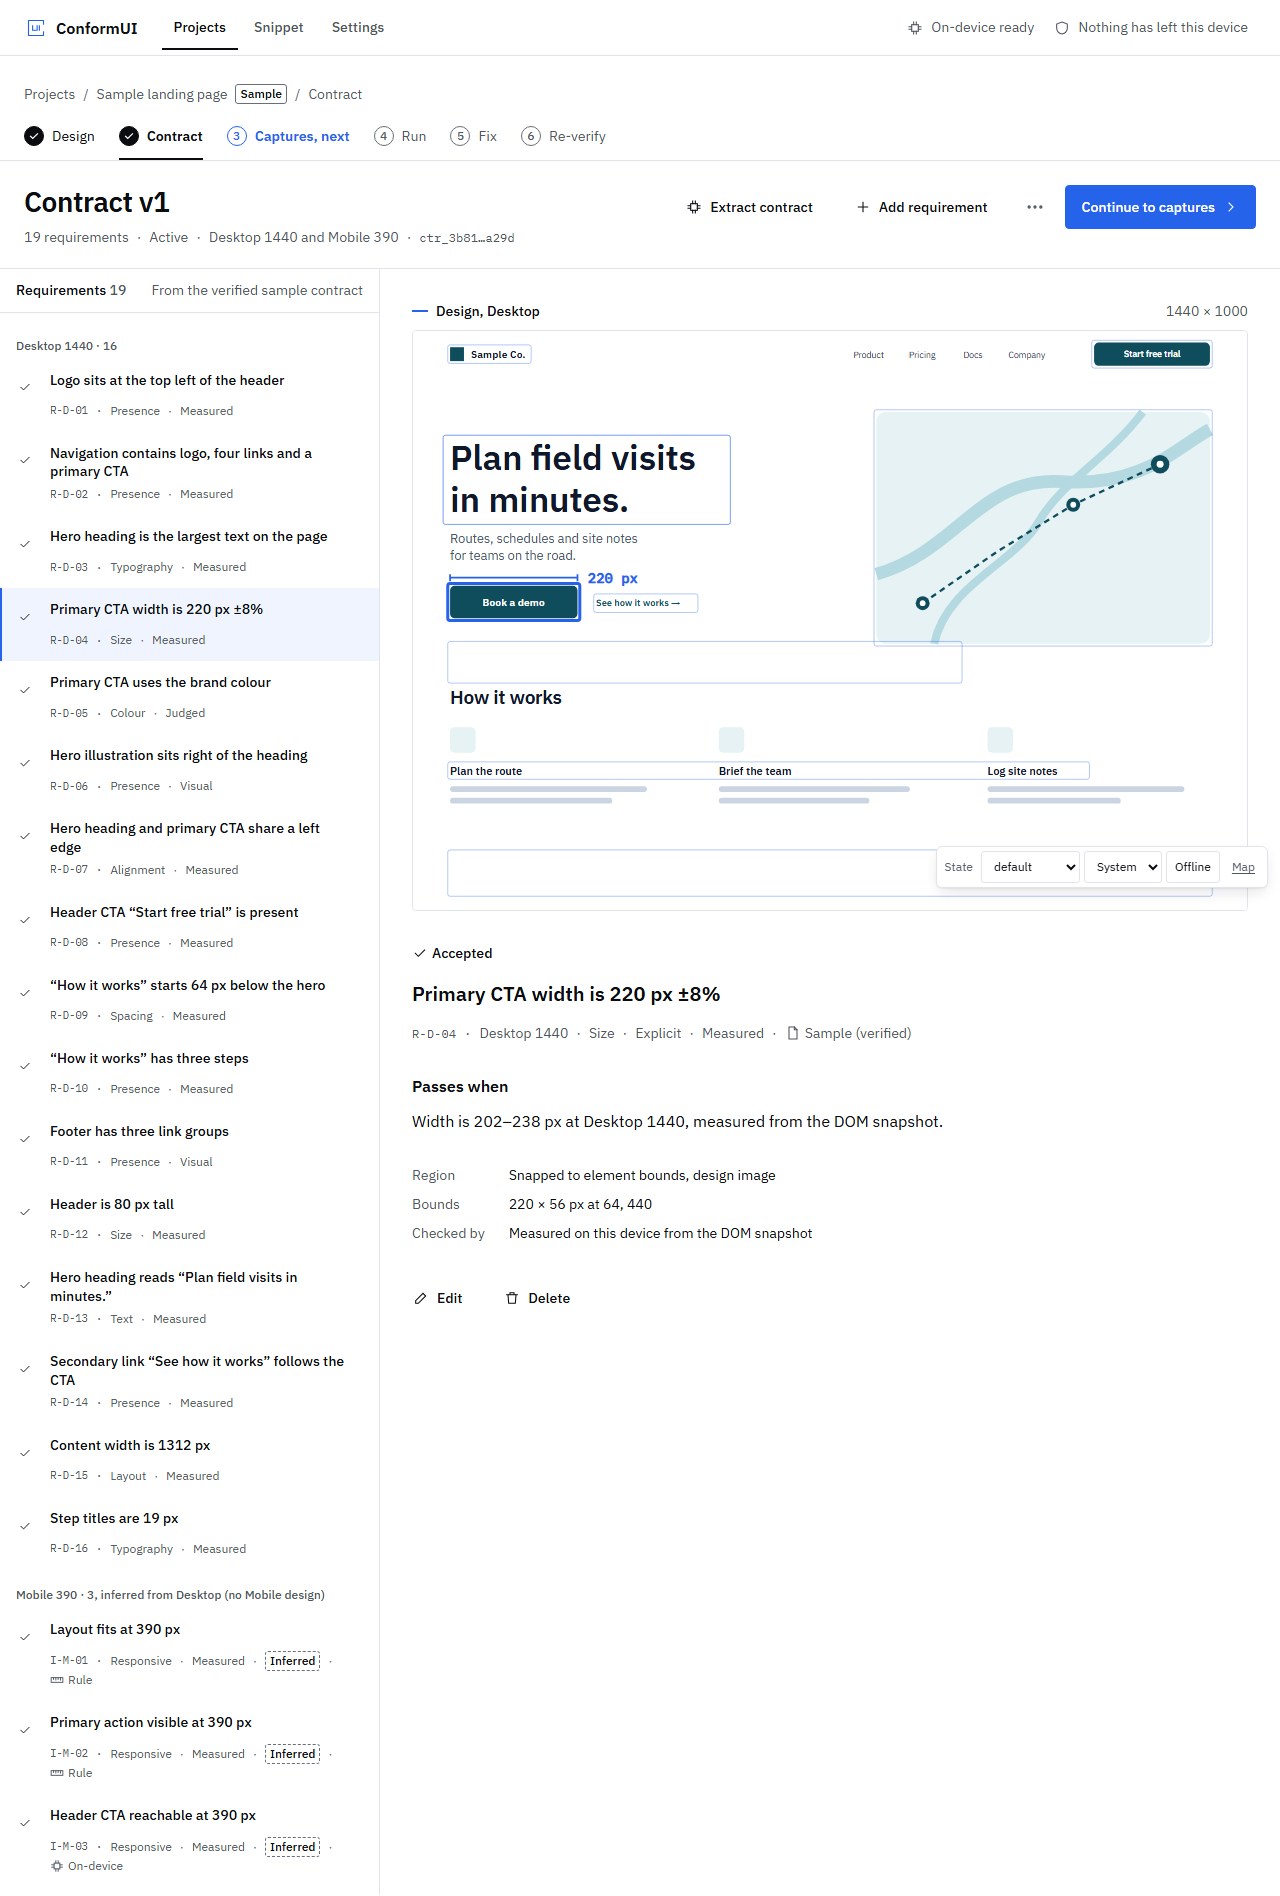 ConformUI
Projects
Snippet
Settings
On-device ready
Nothing has left this device
Projects / Sample landing page Sample / Contract
Design
Contract
3 Captures, next
4 Run
5 Fix
6 Re-verify
Contract v1
19 requirements · Active · Desktop 1440 and Mobile 390 · ctr_3b81…a29d
Extract contract
Add requirement
Continue to captures
Requirements 19
From the verified sample contract
Desktop 1440 · 16
Logo sits at the top left of the header
R-D-01 · Presence · Measured
Navigation contains logo, four links and a
primary CTA
R-D-02 · Presence · Measured
Hero heading is the largest text on the page
R-D-03 · Typography · Measured
Primary CTA width is 220 px ±8%
R-D-04 · Size · Measured
Primary CTA uses the brand colour
R-D-05 · Colour · Judged
Hero illustration sits right of the heading
R-D-06 · Presence · Visual
Hero heading and primary CTA share a left
edge
R-D-07 · Alignment · Measured
Header CTA “Start free trial” is present
R-D-08 · Presence · Measured
“How it works” starts 64 px below the hero
R-D-09 · Spacing · Measured
“How it works” has three steps
R-D-10 · Presence · Measured
Footer has three link groups
R-D-11 · Presence · Visual
Header is 80 px tall
R-D-12 · Size · Measured
Hero heading reads “Plan field visits in
minutes.”
R-D-13 · Text · Measured
Secondary link “See how it works” follows the
CTA
R-D-14 · Presence · Measured
Content width is 1312 px
R-D-15 · Layout · Measured
Step titles are 19 px
R-D-16 · Typography · Measured
Mobile 390 · 3, inferred from Desktop (no Mobile design)
Layout fits at 390 px
I-M-01 · Responsive · Measured · Inferred ·
Rule
Primary action visible at 390 px
I-M-02 · Responsive · Measured · Inferred ·
Rule
Header CTA reachable at 390 px
I-M-03 · Responsive · Measured · Inferred ·
On-device
Design, Desktop
1440 × 1000
Sample Co.
Product
Pricing
Docs
Company
Start free trial
Plan field visits
in minutes.
Routes, schedules and site notes
for teams on the road.
220 px
Book a demo
See how it works →
How it works
Plan the route
Brief the team
Log site notes
State
default
System
Offline
Map
Accepted
Primary CTA width is 220 px ±8%
R-D-04 · Desktop 1440 · Size · Explicit · Measured · Sample (verified)
Passes when
Width is 202–238 px at Desktop 1440, measured from the DOM snapshot.
Region Snapped to element bounds, design image
Bounds 220 × 56 px at 64, 440
Checked by Measured on this device from the DOM snapshot
Edit
Delete